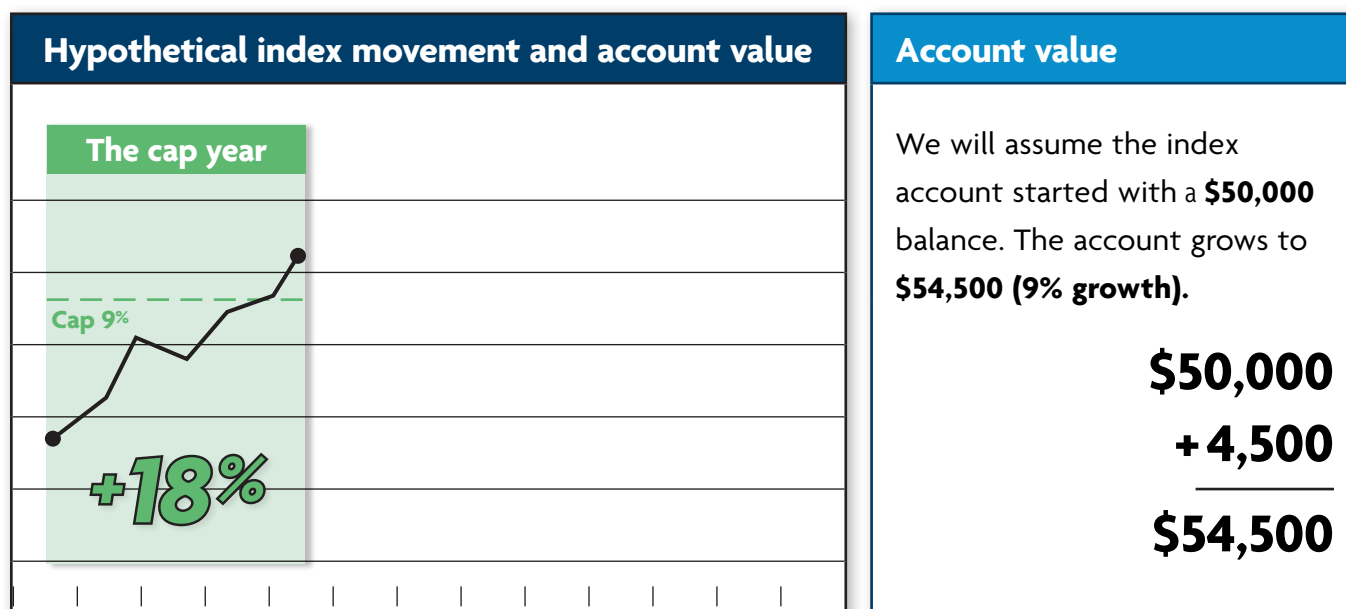 Hypothetical index movement and account value
The cap year
Cap 9%
+18%
Account value
We will assume the index
account started with a $50,000
balance. The account grows to
$54,500 (9% growth).
$50,000
+4,500
$54,500